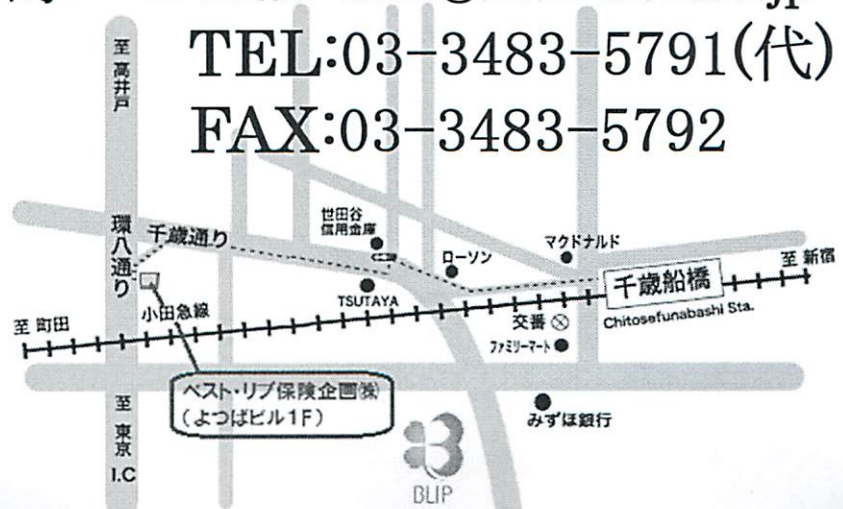 TEL:03-3483-5791(代)
FAX:03-3483-5792
至 高井戸
環八通り
千歳通り
世田谷
信用金庫
TSUTAYA
ローソン
マクドナルド
千歳船橋
Chitosefunabashi Sta.
至 新宿
至 町田
小田急線
交番
ファミリーマート
みずほ銀行
ベスト・リブ保険企画㈱
(よつばビル1F)
至 東京
I.C
BLIP